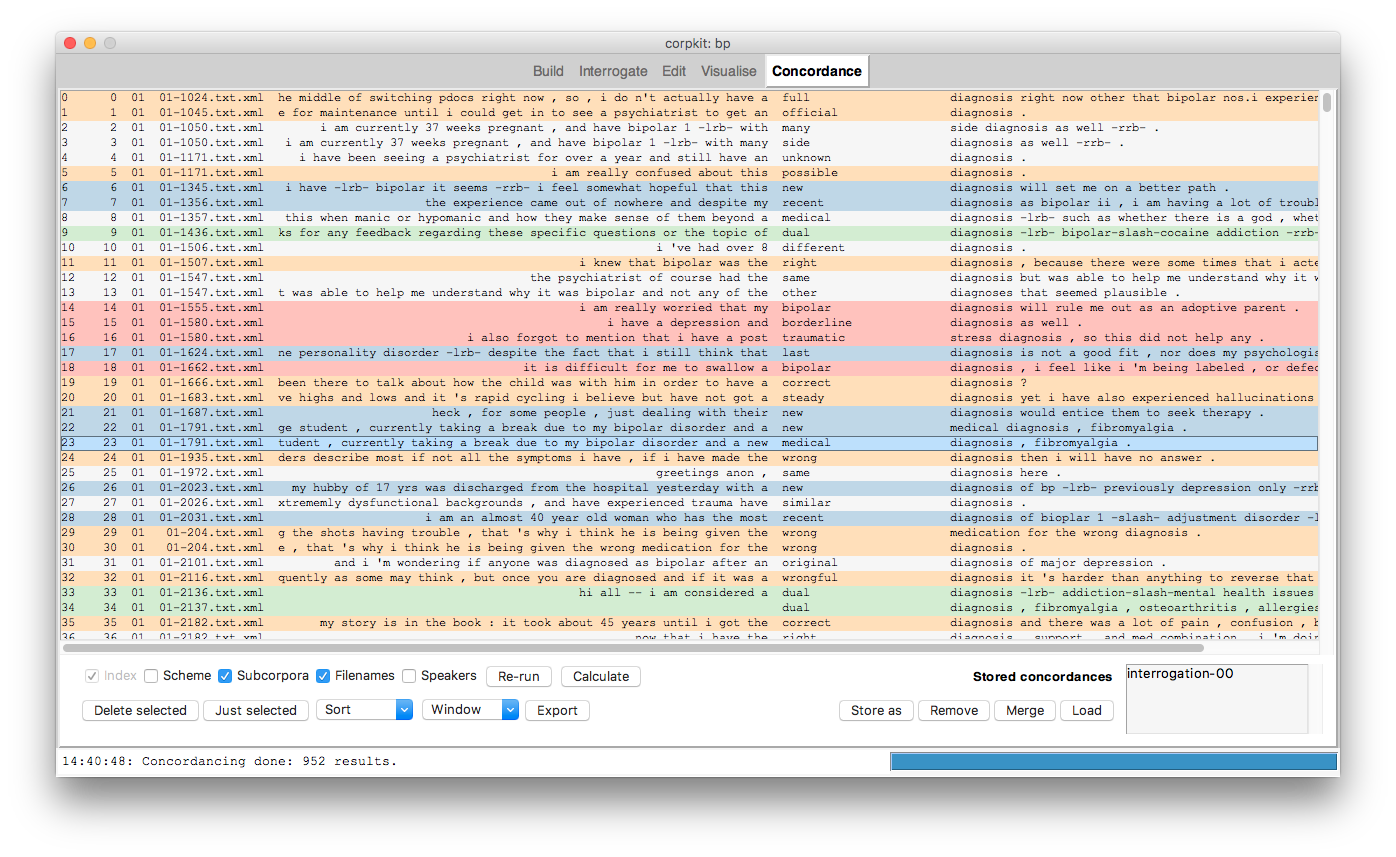 corpkit: bp
Build Interrogate Edit Visualise Concordance
0 0 01 01-1024.txt.xml he middle of switching pdocs right now , so , i do n't actually have a full diagnosis right now other that bipolar nos.i experien
1 1 01 01-1045.txt.xml e for maintenance until i could get in to see a psychiatrist to get an official diagnosis .
2 2 01 01-1050.txt.xml i am currently 37 weeks pregnant , and have bipolar 1 -lrb- with many side diagnosis as well -rrb- .
3 3 01 01-1050.txt.xml i am currently 37 weeks pregnant , and have bipolar 1 -lrb- with many side diagnosis as well -rrb- .
4 4 01 01-1171.txt.xml i have been seeing a psychiatrist for over a year and still have an unknown diagnosis .
5 5 01 01-1171.txt.xml i am really confused about this possible diagnosis .
6 6 01 01-1345.txt.xml i have -lrb- bipolar it seems -rrb- i feel somewhat hopeful that this new diagnosis will set me on a better path .
7 7 01 01-1356.txt.xml the experience came out of nowhere and despite my recent diagnosis as bipolar ii , i am having a lot of troubl
8 8 01 01-1357.txt.xml this when manic or hypomanic and how they make sense of them beyond a medical diagnosis -lrb- such as whether there is a god , whet
9 9 01 01-1436.txt.xml ks for any feedback regarding these specific questions or the topic of dual diagnosis -lrb- bipolar-slash-cocaine addiction -rrb-
10 10 01 01-1506.txt.xml i 've had over 8 different diagnosis .
11 11 01 01-1507.txt.xml i knew that bipolar was the right diagnosis , because there were some times that i acte
12 12 01 01-1547.txt.xml the psychiatrist of course had the same diagnosis but was able to help me understand why it w
13 13 01 01-1547.txt.xml t was able to help me understand why it was bipolar and not any of the other diagnoses that seemed plausible .
14 14 01 01-1555.txt.xml i am really worried that my bipolar diagnosis will rule me out as an adoptive parent .
15 15 01 01-1580.txt.xml i have a depression and borderline diagnosis as well .
16 16 01 01-1580.txt.xml i also forgot to mention that i have a post traumatic stress diagnosis , so this did not help any .
17 17 01 01-1624.txt.xml ne personality disorder -lrb- despite the fact that i still think that last diagnosis is not a good fit , nor does my psychologis
18 18 01 01-1662.txt.xml it is difficult for me to swallow a bipolar diagnosis , i feel like i 'm being labeled , or defec
19 19 01 01-1666.txt.xml been there to talk about how the child was with him in order to have a correct diagnosis ?
20 20 01 01-1683.txt.xml ve highs and lows and it 's rapid cycling i believe but have not got a steady diagnosis yet i have also experienced hallucinations
21 21 01 01-1687.txt.xml heck , for some people , just dealing with their new diagnosis would entice them to seek therapy .
22 22 01 01-1791.txt.xml ge student , currently taking a break due to my bipolar disorder and a new medical diagnosis , fibromyalgia .
23 23 01 01-1791.txt.xml tudent , currently taking a break due to my bipolar disorder and a new medical diagnosis , fibromyalgia .
24 24 01 01-1935.txt.xml ders describe most if not all the symptoms i have , if i have made the wrong diagnosis then i will have no answer .
25 25 01 01-1972.txt.xml greetings anon , same diagnosis here .
26 26 01 01-2023.txt.xml my hubby of 17 yrs was discharged from the hospital yesterday with a new diagnosis of bp -lrb- previously depression only -rrb
27 27 01 01-2026.txt.xml xtrememly dysfunctional backgrounds , and have experienced trauma have similar diagnosis .
28 28 01 01-2031.txt.xml i am an almost 40 year old woman who has the most recent diagnosis of bioplar 1 -slash- adjustment disorder -l
29 29 01 01-204.txt.xml g the shots having trouble , that 's why i think he is being given the wrong medication for the wrong diagnosis .
30 30 01 01-204.txt.xml e , that 's why i think he is being given the wrong medication for the wrong diagnosis .
31 31 01 01-2101.txt.xml and i 'm wondering if anyone was diagnosed as bipolar after an original diagnosis of major depression .
32 32 01 01-2116.txt.xml quently as some may think , but once you are diagnosed and if it was a wrongful diagnosis it 's harder than anything to reverse that
33 33 01 01-2136.txt.xml hi all -- i am considered a dual diagnosis -lrb- addiction-slash-mental health issues
34 34 01 01-2137.txt.xml dual diagnosis , fibromyalgia , osteoarthritis , allergies
35 35 01 01-2182.txt.xml my story is in the book : it took about 45 years until i got the correct diagnosis and there was a lot of pain , confusion , b
36 36 01 01-2182.txt.xml now that i have the right diagnosis , support , and med combination , i 'm doin
Index Scheme Subcorpora Filenames Speakers Re-run Calculate Stored concordances interrogation-00
Delete selected Just selected Sort Window Export Store as Remove Merge Load
14:40:48: Concordancing done: 952 results.